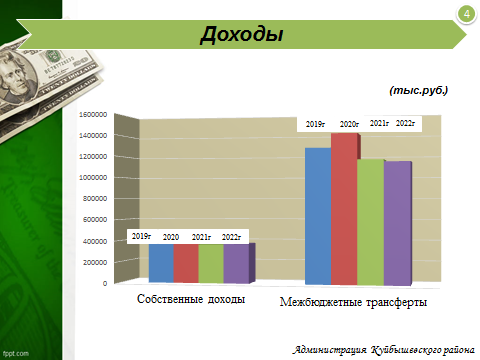 4
Доходы
(тыс.руб.)
1600000
1400000
1200000
1000000
800000
600000
400000
200000
0
2019г 2020г 2021г 2022г
2019г 2020 2021г 2022г
Собственные доходы
Межбюджетные трансферты
fppt.com
Администрация Куйбышевского района